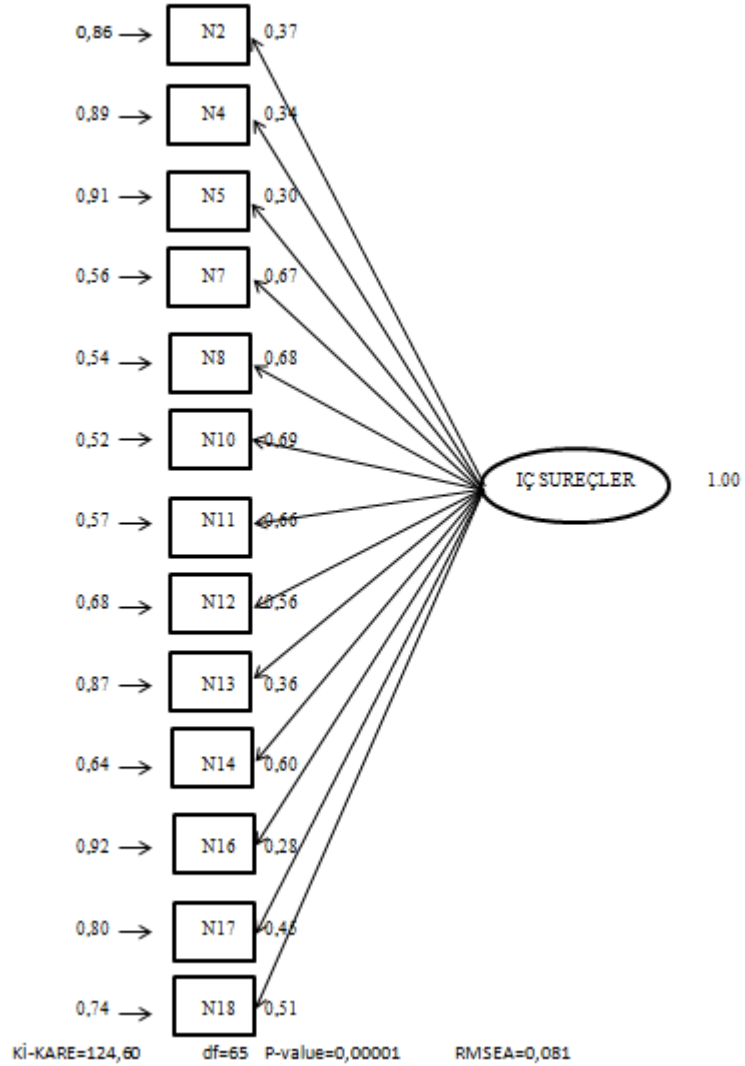 0,86 N2 0,37
0,89 N4 0,34
0,91 N5 0,30
0,56 N7 0,67
0,54 N8 0,68
0,52 N10 0,69
IÇ SUREÇLER 1.00
0,57 N11 0,66
0,68 N12 0,56
0,87 N13 0,36
0,64 N14 0,60
0,92 N16 0,28
0,80 N17 0,45
0,74 N18 0,51
Kİ-KARE=124,60 df=65 P-value=0,00001 RMSEA=0,081